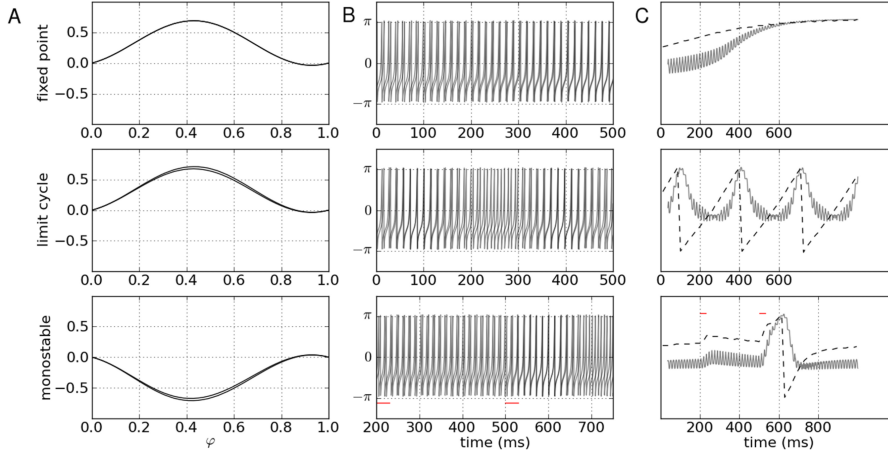 A
B
C
fixed point
0.5
0.0
−0.5
0.0 0.2 0.4 0.6 0.8 1.0
π
0
−π
0 100 200 300 400 500
0 200 400 600
limit cycle
0.5
0.0
−0.5
0.0 0.2 0.4 0.6 0.8 1.0
π
0
−π
0 100 200 300 400 500
0 200 400 600
monostable
0.5
0.0
−0.5
0.0 0.2 0.4 0.6 0.8 1.0
φ
π
0
−π
200 300 400 500 600 700
time (ms)
0 200 400 600 800
time (ms)